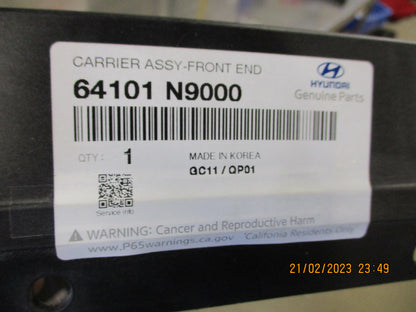 CARRIER ASSY-FRONT END
64101 N9000
HYUNDAI
Genuine Parts
QTY: 1
MADE IN KOREA
GC11 / QP01
Service info
WARNING: Cancer and Reproductive Harm
www.P65warnings.ca.gov *California Residents Only
21/02/2023 23:49